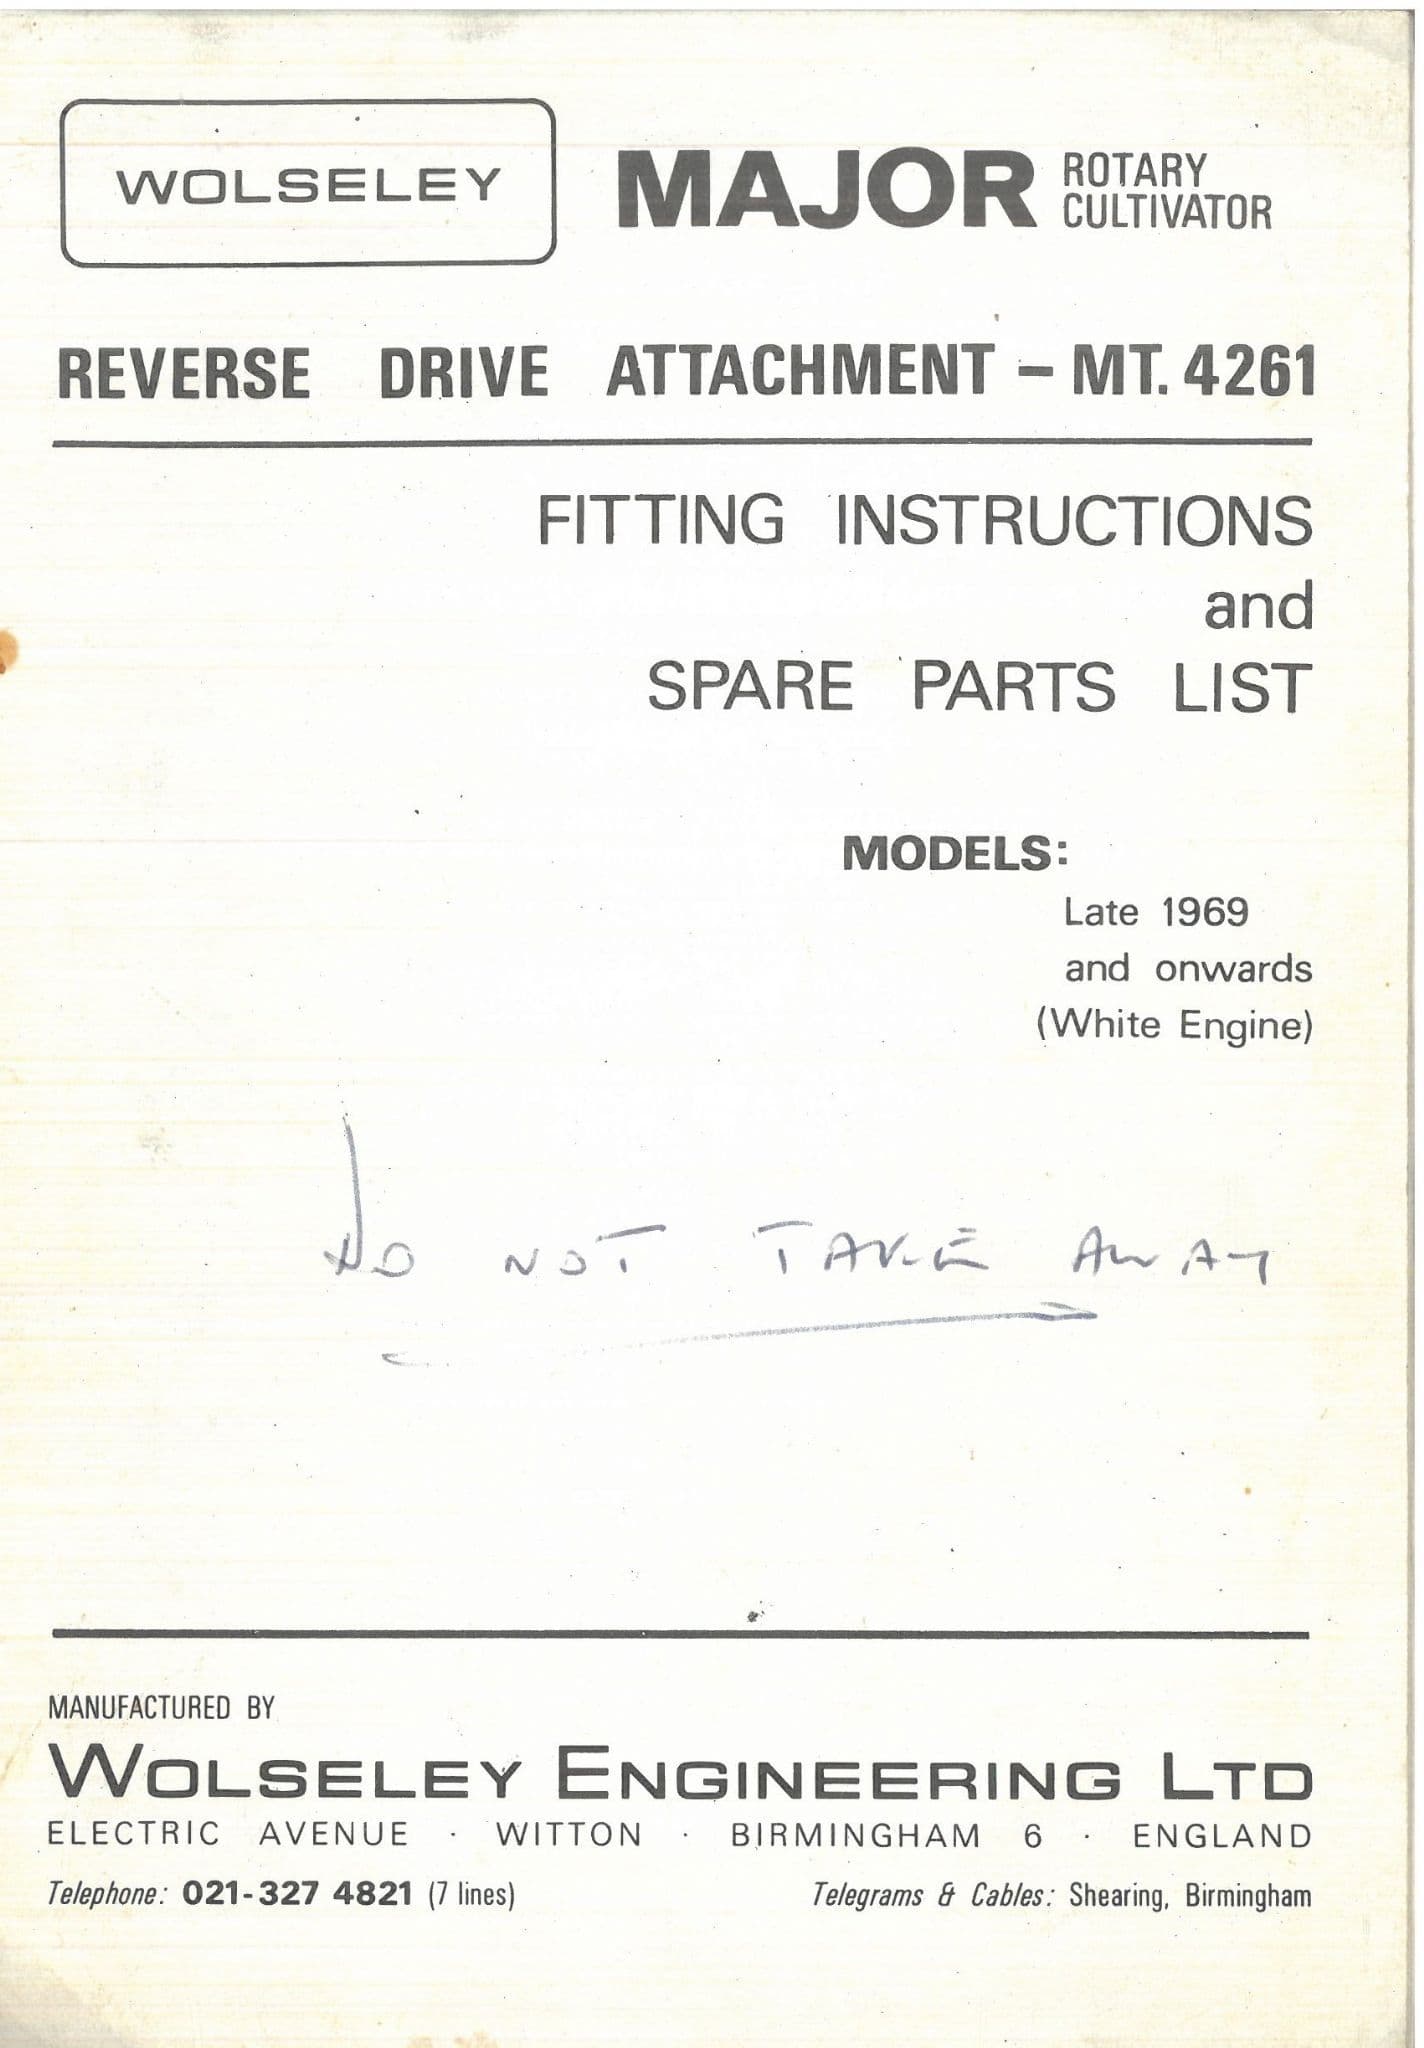 WOLSELEY
MAJOR ROTARY CULTIVATOR
REVERSE DRIVE ATTACHMENT – MT. 4261
FITTING INSTRUCTIONS
and
SPARE PARTS LIST
MODELS:
Late 1969
and onwards
(White Engine)
DO NOT TAKE AWAY
MANUFACTURED BY
WOLSELEY ENGINEERING LTD
ELECTRIC AVENUE · WITTON · BIRMINGHAM 6 · ENGLAND
Telephone: 021-327 4821 (7 lines) Telegrams & Cables: Shearing, Birmingham